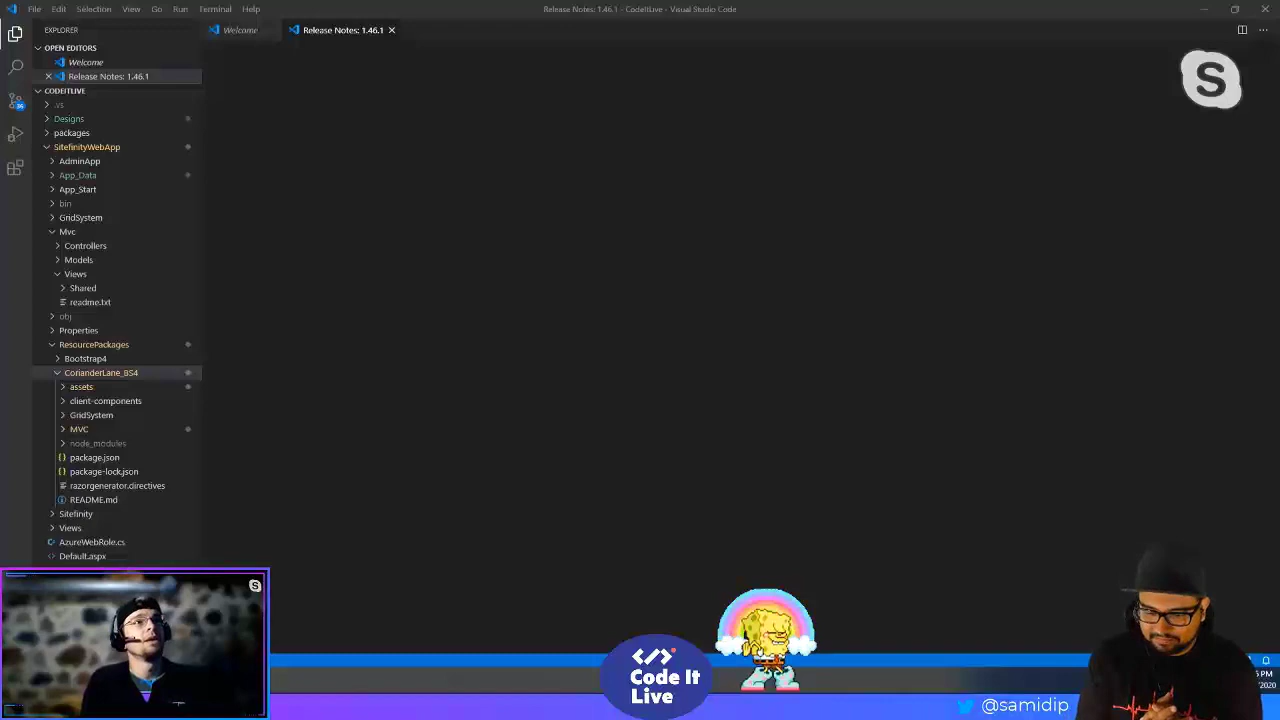 File Edit Selection View Go Run Terminal Help
Release Notes: 1.46.1 - CodeItLive - Visual Studio Code
EXPLORER
Welcome
Release Notes: 1.46.1
OPEN EDITORS
Welcome
Release Notes: 1.46.1
CODEITLIVE
.vs
Designs
packages
SitefinityWebApp
AdminApp
App_Data
App_Start
bin
GridSystem
Mvc
Controllers
Models
Views
Shared
readme.txt
obj
Properties
ResourcePackages
Bootstrap4
CorianderLane_BS4
assets
client-components
GridSystem
MVC
node_modules
package.json
package-lock.json
razorgenerator.directives
README.md
Sitefinity
Views
AzureWebRole.cs
Default.aspx
S
S
Code It
Live
@samidip